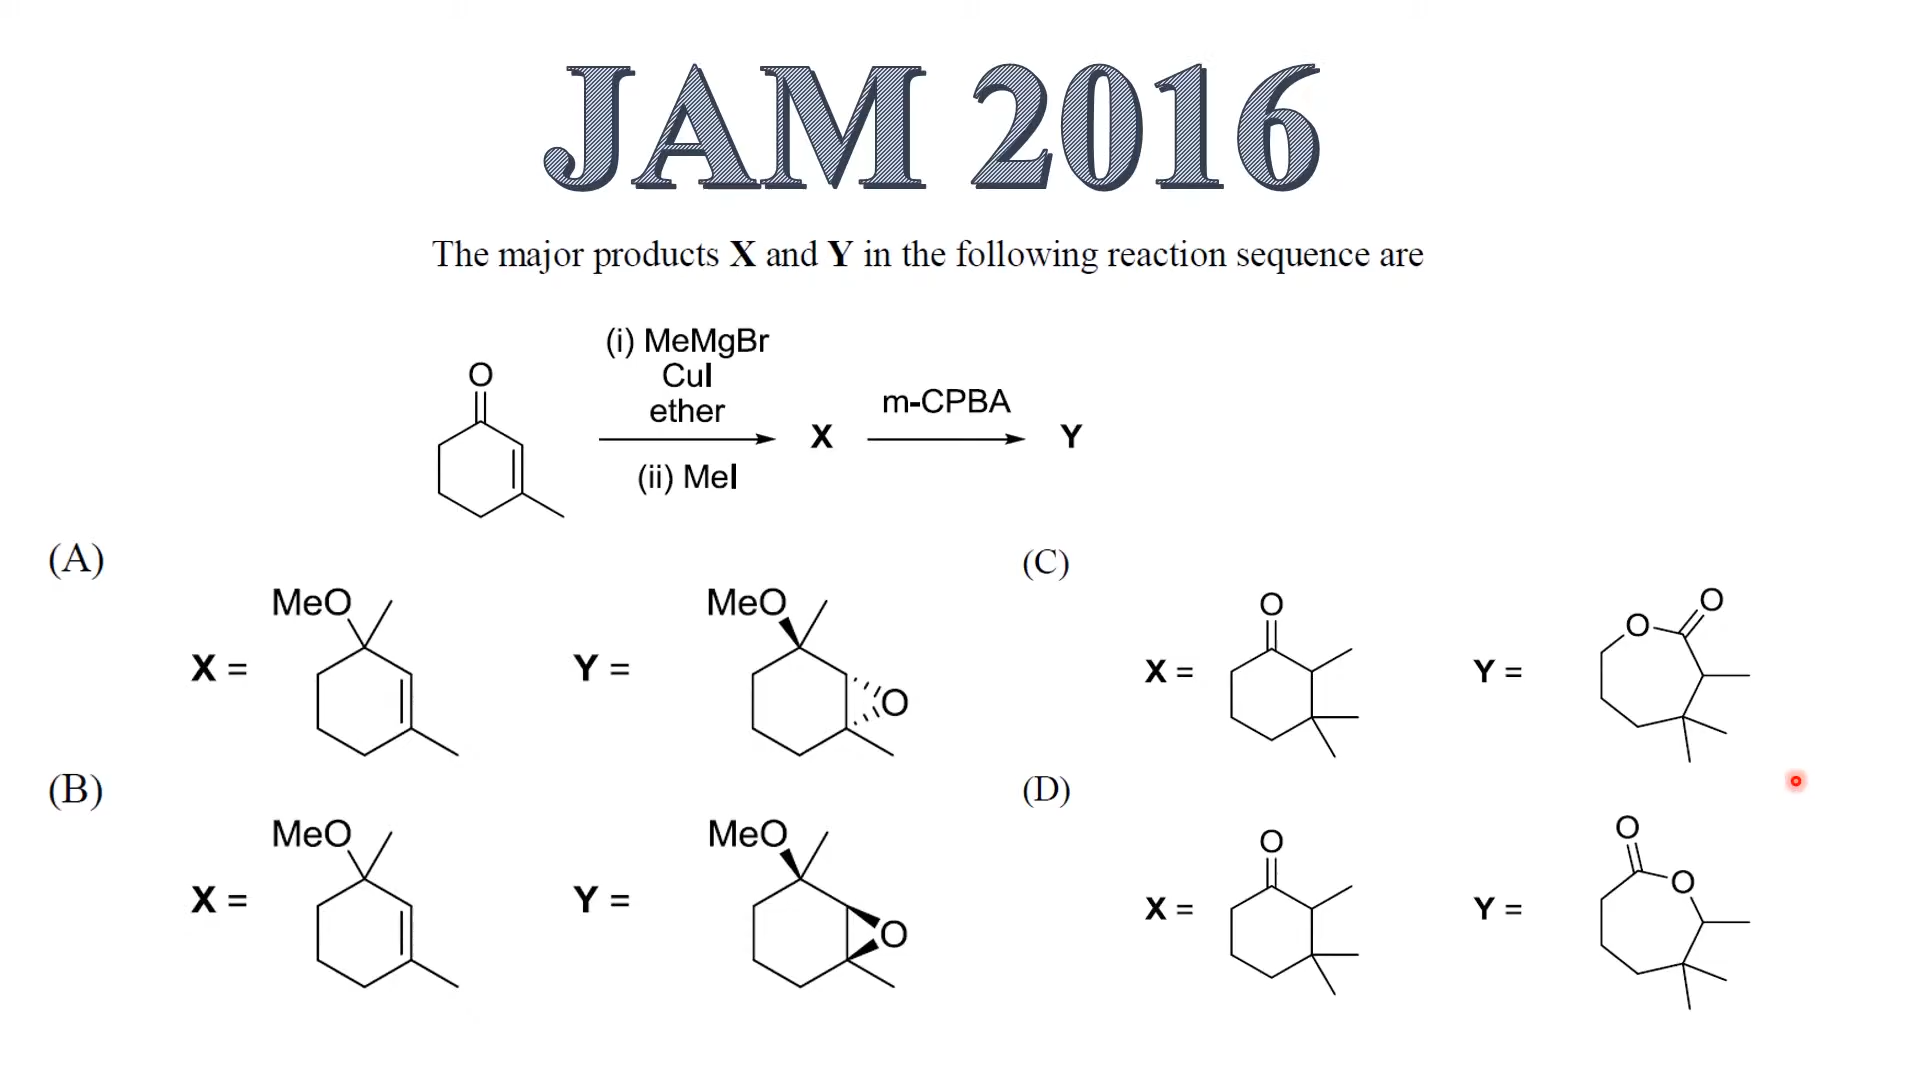 JAM 2016
The major products X and Y in the following reaction sequence are
(i) MeMgBr
CuI
ether
(ii) MeI
O
X
m-CPBA
Y
(A)
X =
MeO
Y =
MeO
O
(B)
X =
MeO
Y =
MeO
O
(C)
X =
O
Y =
O
O
(D)
X =
O
Y =
O
O